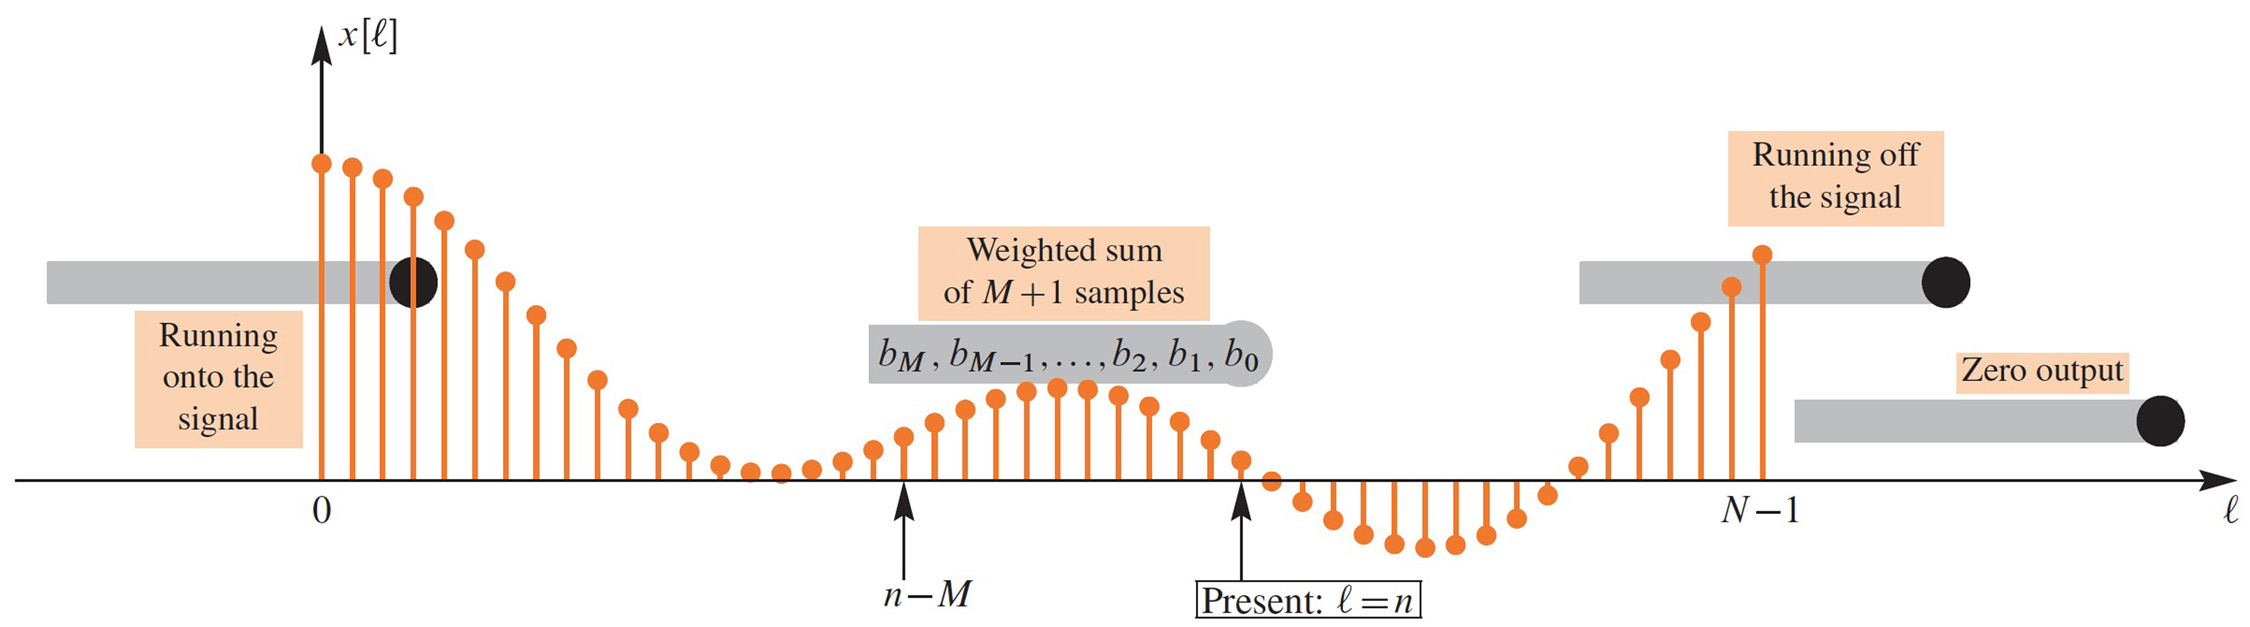 x[ℓ]
Running
onto the
signal
Weighted sum
of M+1 samples
b_M, b_{M−1}, …, b_2, b_1, b_0
Running off
the signal
Zero output
0
N−1
ℓ
n−M
Present: ℓ=n